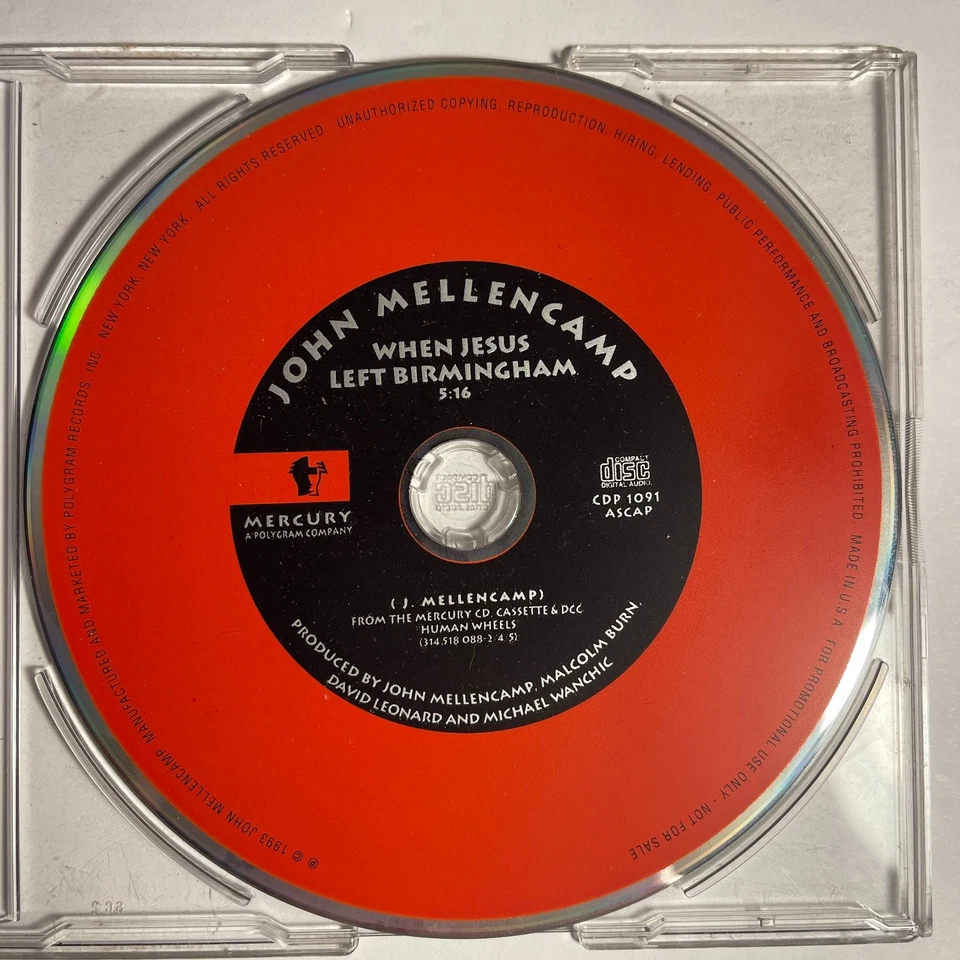 JOHN MELLENCAMP
WHEN JESUS
LEFT BIRMINGHAM
5:16
MERCURY
A POLYGRAM COMPANY
COMPACT
disc
DIGITAL AUDIO
CDP 1091
ASCAP
( J. MELLENCAMP)
FROM THE MERCURY CD, CASSETTE & DCC
HUMAN WHEELS
(314 518 088-2/4/5)
PRODUCED BY JOHN MELLENCAMP, MALCOLM BURN
DAVID LEONARD AND MICHAEL WANCHIC
℗ © 1993 JOHN MELLENCAMP MANUFACTURED AND MARKETED BY POLYGRAM RECORDS, INC. NEW YORK, NEW YORK. ALL RIGHTS RESERVED. UNAUTHORIZED COPYING, REPRODUCTION, HIRING, LENDING, PUBLIC PERFORMANCE AND BROADCASTING PROHIBITED. MADE IN U.S.A. FOR PROMOTIONAL USE ONLY - NOT FOR SALE